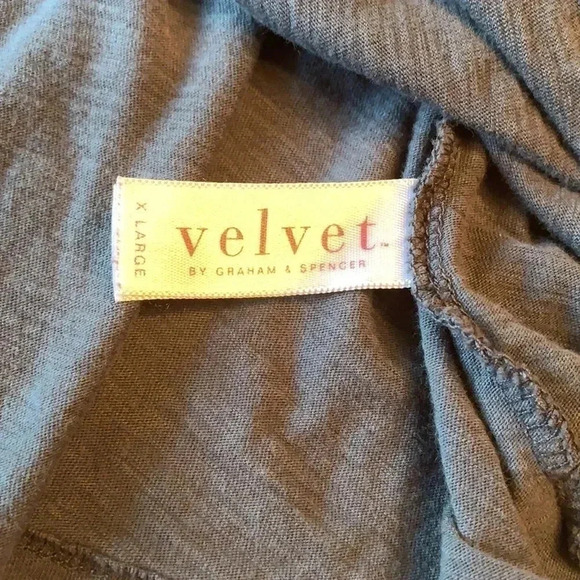 X LARGE
velvet™
BY GRAHAM & SPENCER